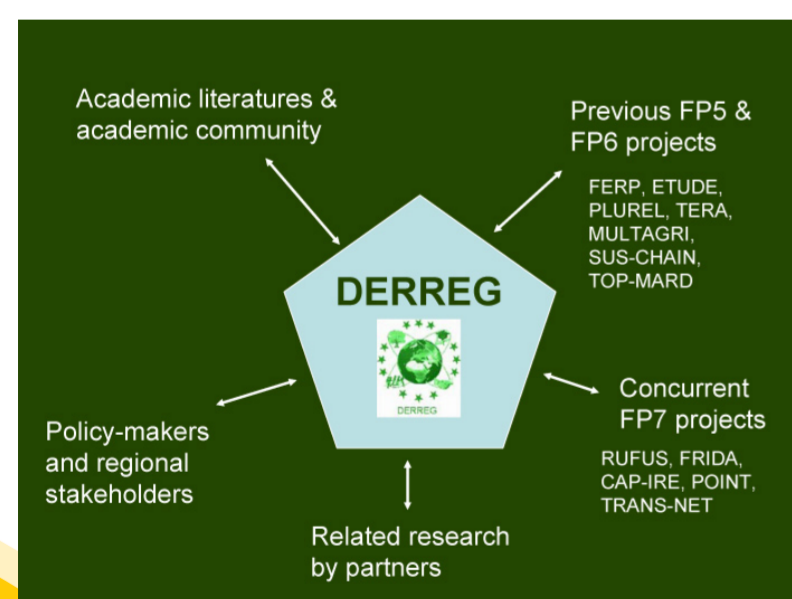 Academic literatures &
academic community
Previous FP5 &
FP6 projects
FERP, ETUDE,
PLUREL, TERA,
MULTAGRI,
SUS-CHAIN,
TOP-MARD
DERREG
DERREG
Concurrent
FP7 projects
RUFUS, FRIDA,
CAP-IRE, POINT,
TRANS-NET
Policy-makers
and regional
stakeholders
Related research
by partners